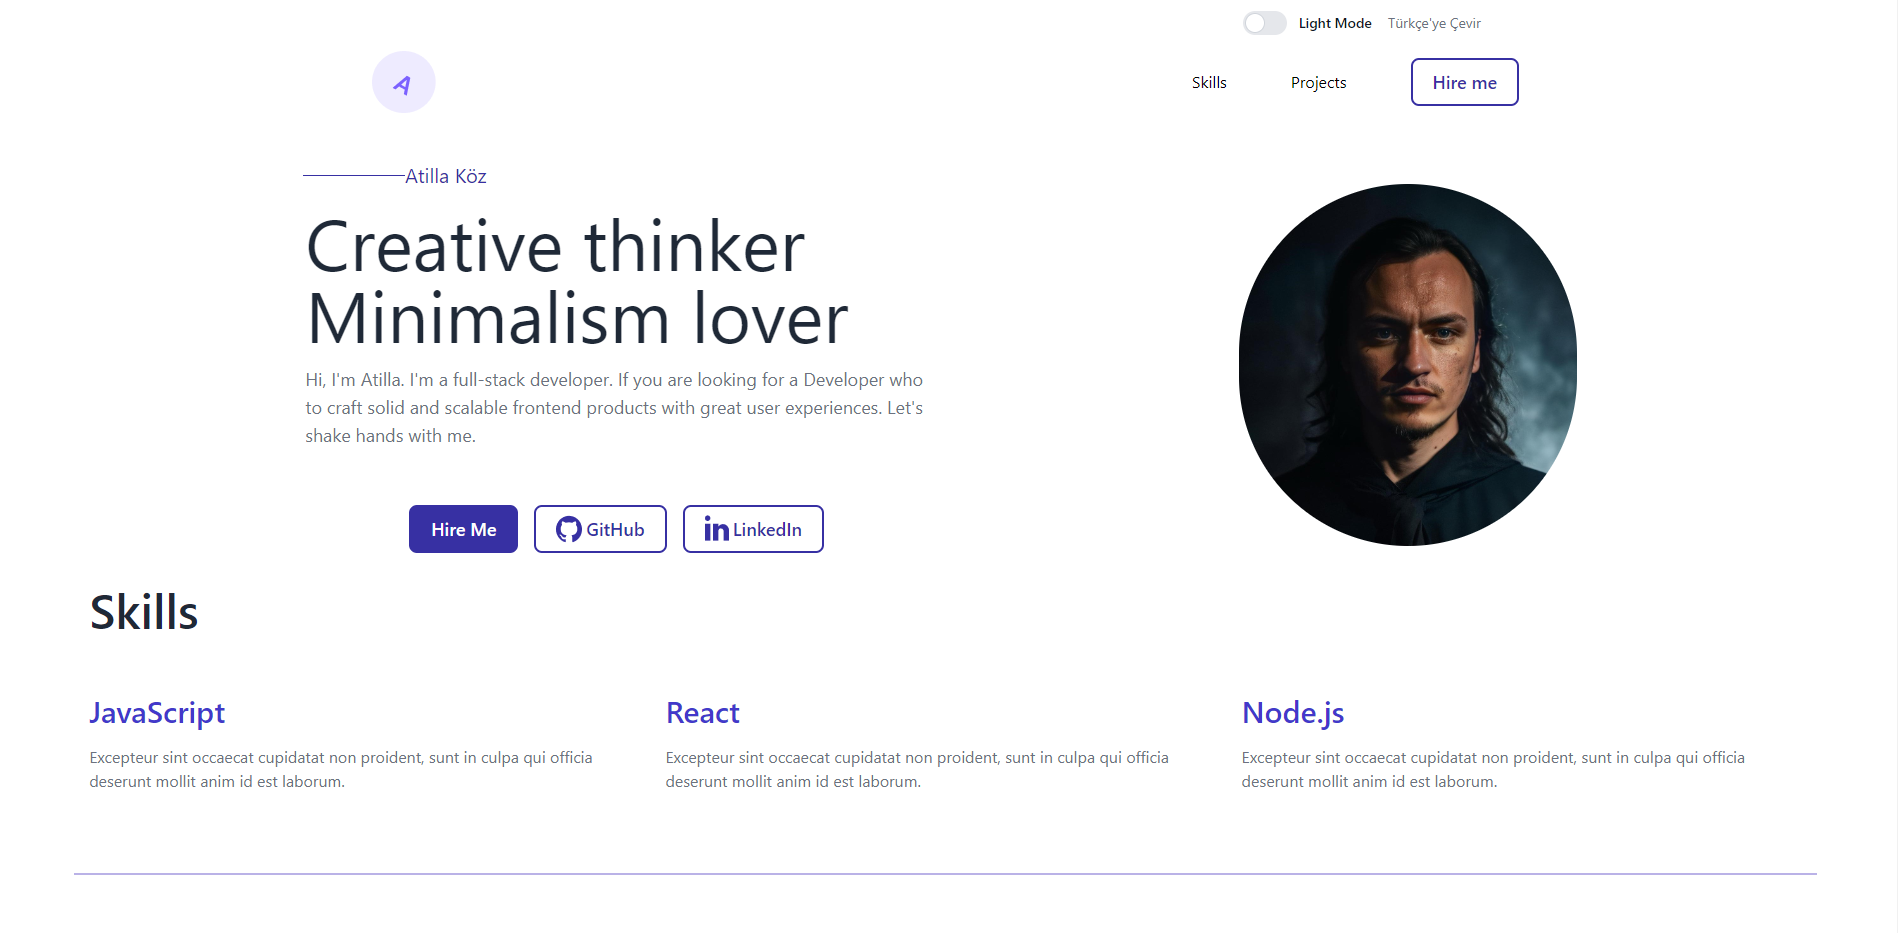 Light Mode Türkçe'ye Çevir
A
Skills Projects Hire me
Atilla Köz
Creative thinker
Minimalism lover
Hi, I'm Atilla. I'm a full-stack developer. If you are looking for a Developer who
to craft solid and scalable frontend products with great user experiences. Let's
shake hands with me.
Hire Me GitHub LinkedIn
Skills
JavaScript
Excepteur sint occaecat cupidatat non proident, sunt in culpa qui officia
deserunt mollit anim id est laborum.
React
Excepteur sint occaecat cupidatat non proident, sunt in culpa qui officia
deserunt mollit anim id est laborum.
Node.js
Excepteur sint occaecat cupidatat non proident, sunt in culpa qui officia
deserunt mollit anim id est laborum.